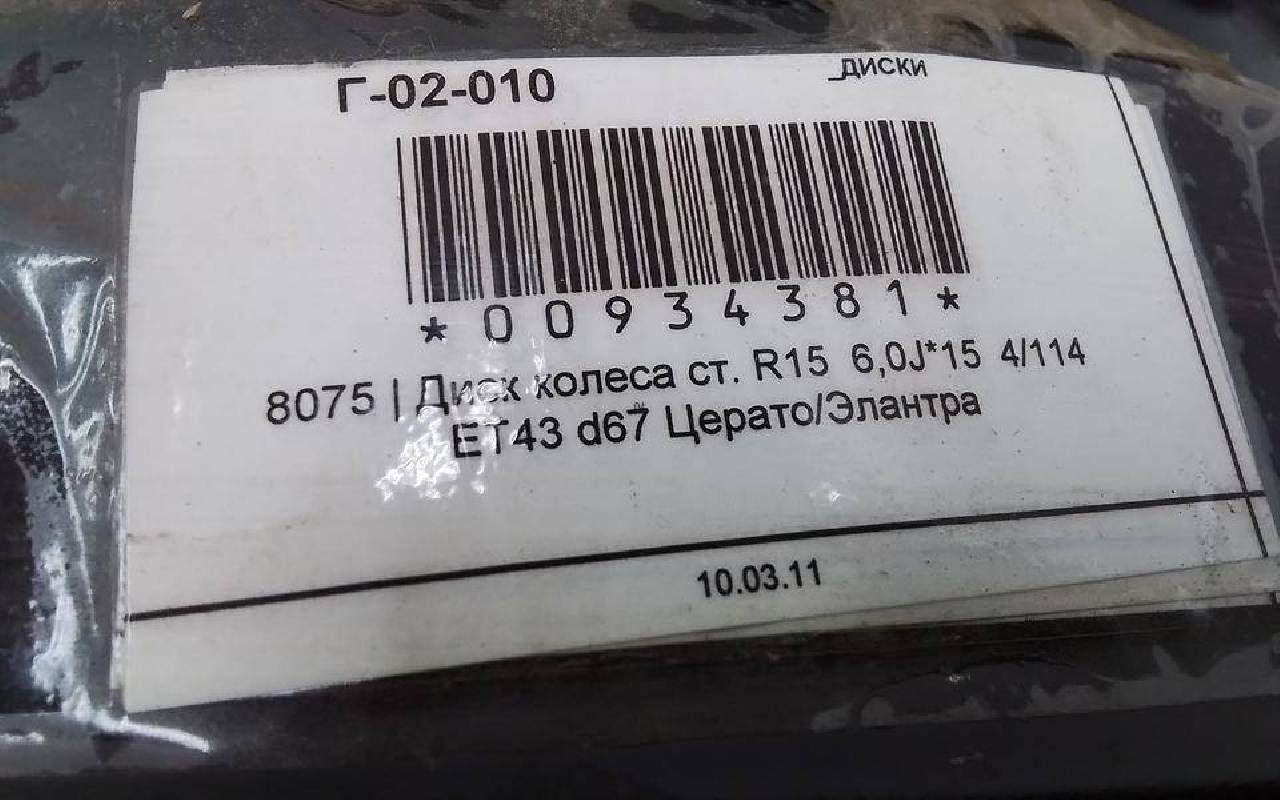 Г-02-010
_диски
*00934381*
8075 | Диск колеса ст. R15 6,0J*15 4/114
ET43 d67 Церато/Элантра
10.03.11